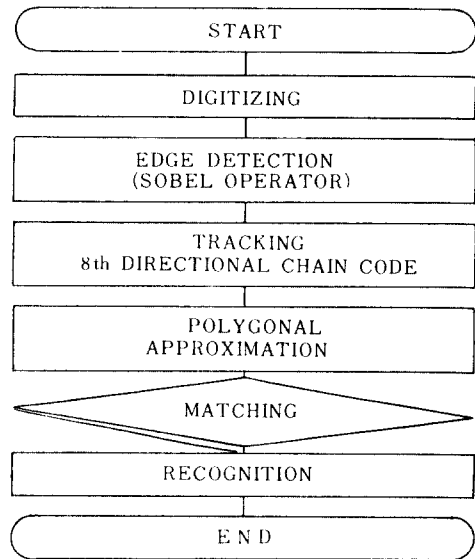 START
DIGITIZING
EDGE DETECTION
(SOBEL OPERATOR)
TRACKING
8th DIRECTIONAL CHAIN CODE
POLYGONAL
APPROXIMATION
MATCHING
RECOGNITION
END